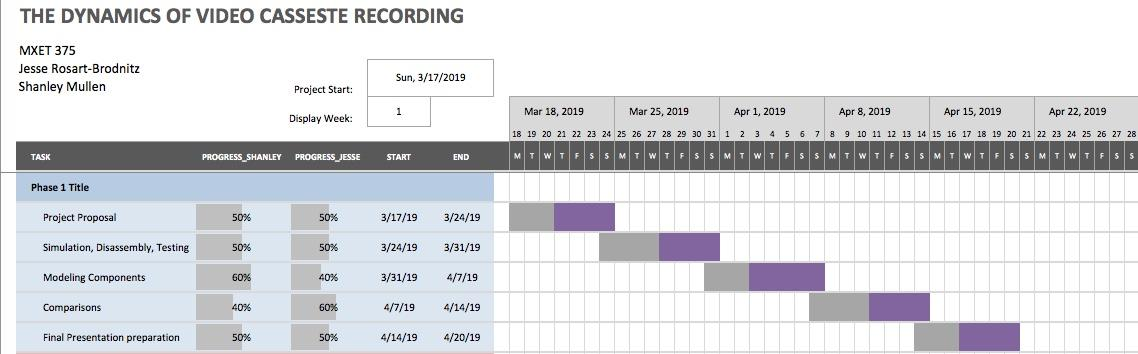 THE DYNAMICS OF VIDEO CASSESTE RECORDING
MXET 375
Jesse Rosart-Brodnitz
Shanley Mullen
Project Start: Sun, 3/17/2019
Display Week: 1
Mar 18, 2019 Mar 25, 2019 Apr 1, 2019 Apr 8, 2019 Apr 15, 2019 Apr 22, 2019
18 19 20 21 22 23 24 25 26 27 28 29 30 31 1 2 3 4 5 6 7 8 9 10 11 12 13 14 15 16 17 18 19 20 21 22 23 24 25 26 27 28
TASK PROGRESS_SHANLEY PROGRESS_JESSE START END M T W T F S S M T W T F S S M T W T F S S M T W T F S S M T W T F S S M T W T F S S
Phase 1 Title
Project Proposal 50% 50% 3/17/19 3/24/19
Simulation, Disassembly, Testing 50% 50% 3/24/19 3/31/19
Modeling Components 60% 40% 3/31/19 4/7/19
Comparisons 40% 60% 4/7/19 4/14/19
Final Presentation preparation 50% 50% 4/14/19 4/20/19